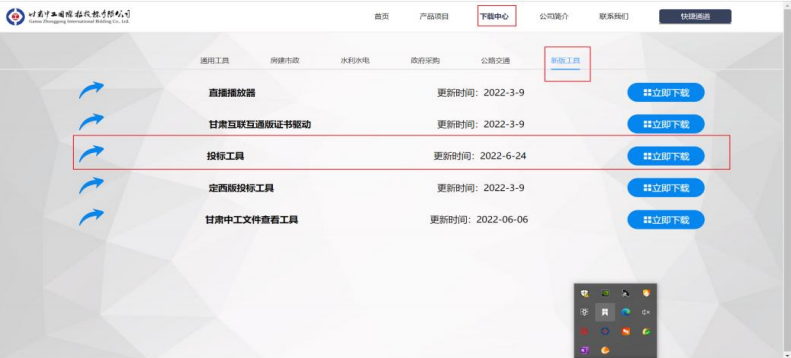 甘肃中工国际招投标有限公司
Gansu Zhonggong International Bidding Co., Ltd.
首页 产品项目 下载中心 公司简介 联系我们 快捷通道
通用工具 房建市政 水利水电 政府采购 公路交通 新版工具
直播播放器 更新时间：2022-3-9 立即下载
甘肃互联互通版证书驱动 更新时间：2022-3-9 立即下载
投标工具 更新时间：2022-6-24 立即下载
定西版投标工具 更新时间：2022-3-9 立即下载
甘肃中工文件查看工具 更新时间：2022-06-06 立即下载